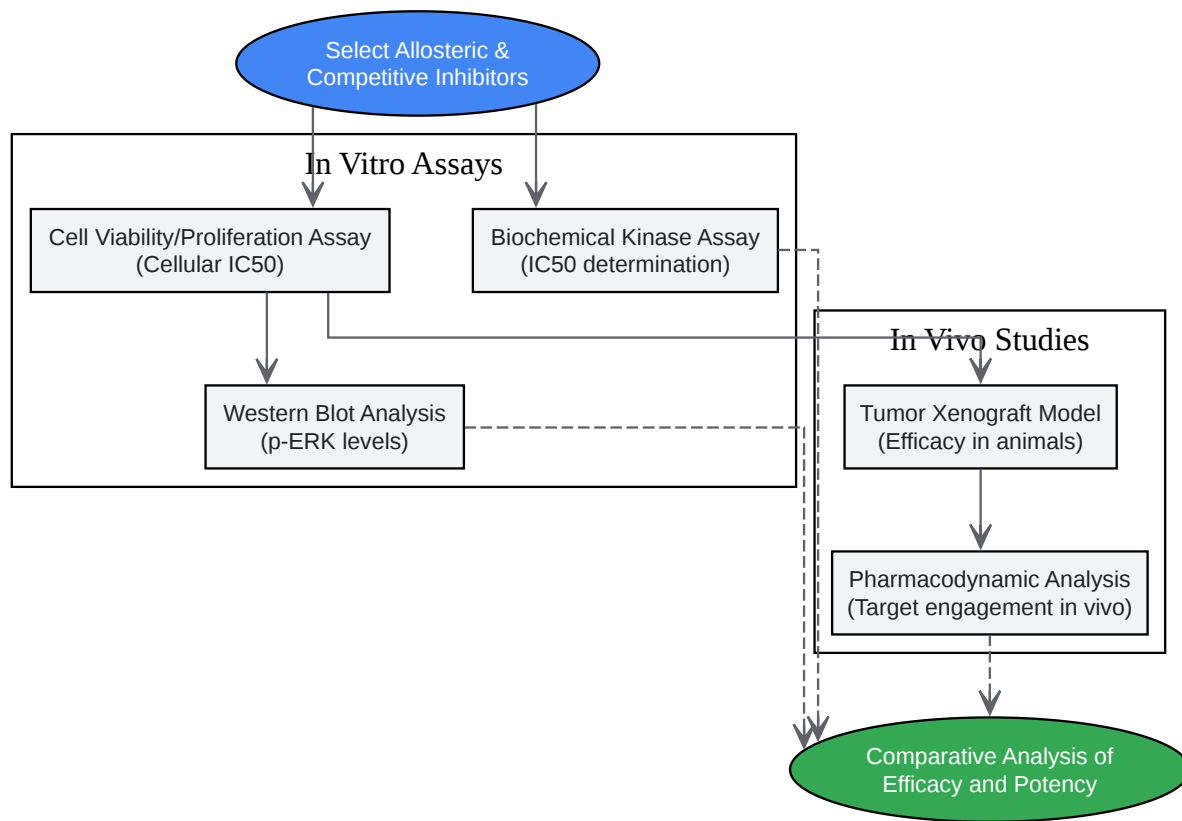 Select Allosteric &
Competitive Inhibitors
In Vitro Assays
Cell Viability/Proliferation Assay
(Cellular IC50)
Biochemical Kinase Assay
(IC50 determination)
In Vivo Studies
Western Blot Analysis
(p-ERK levels)
Tumor Xenograft Model
(Efficacy in animals)
Pharmacodynamic Analysis
(Target engagement in vivo)
Comparative Analysis of
Efficacy and Potency